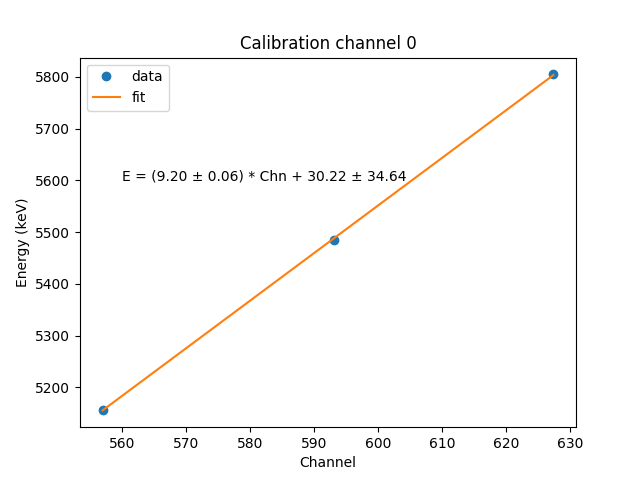 Calibration channel 0
data
fit
E = (9.20 ± 0.06) * Chn + 30.22 ± 34.64
Energy (keV)
5800
5700
5600
5500
5400
5300
5200
560 570 580 590 600 610 620 630
Channel